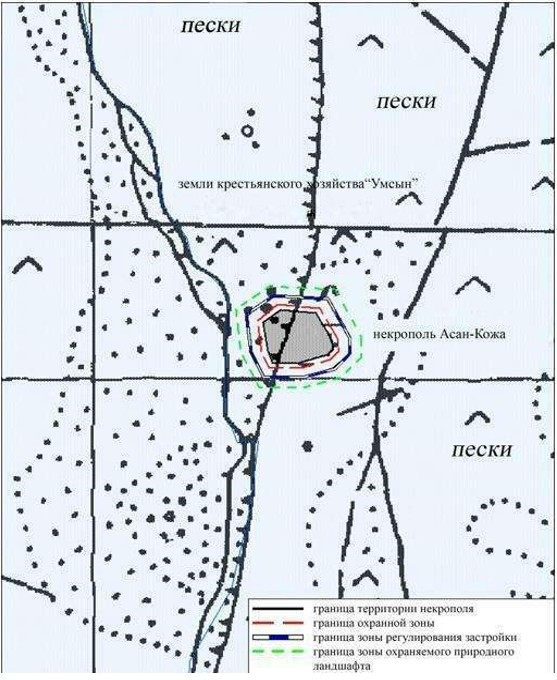 пески
пески
земли крестьянского хозяйства“Умсын”
некрополь Асан-Кожа
пески
граница территории некрополя
граница охранной зоны
граница зоны регулирования застройки
граница зоны охраняемого природного
ландшафта